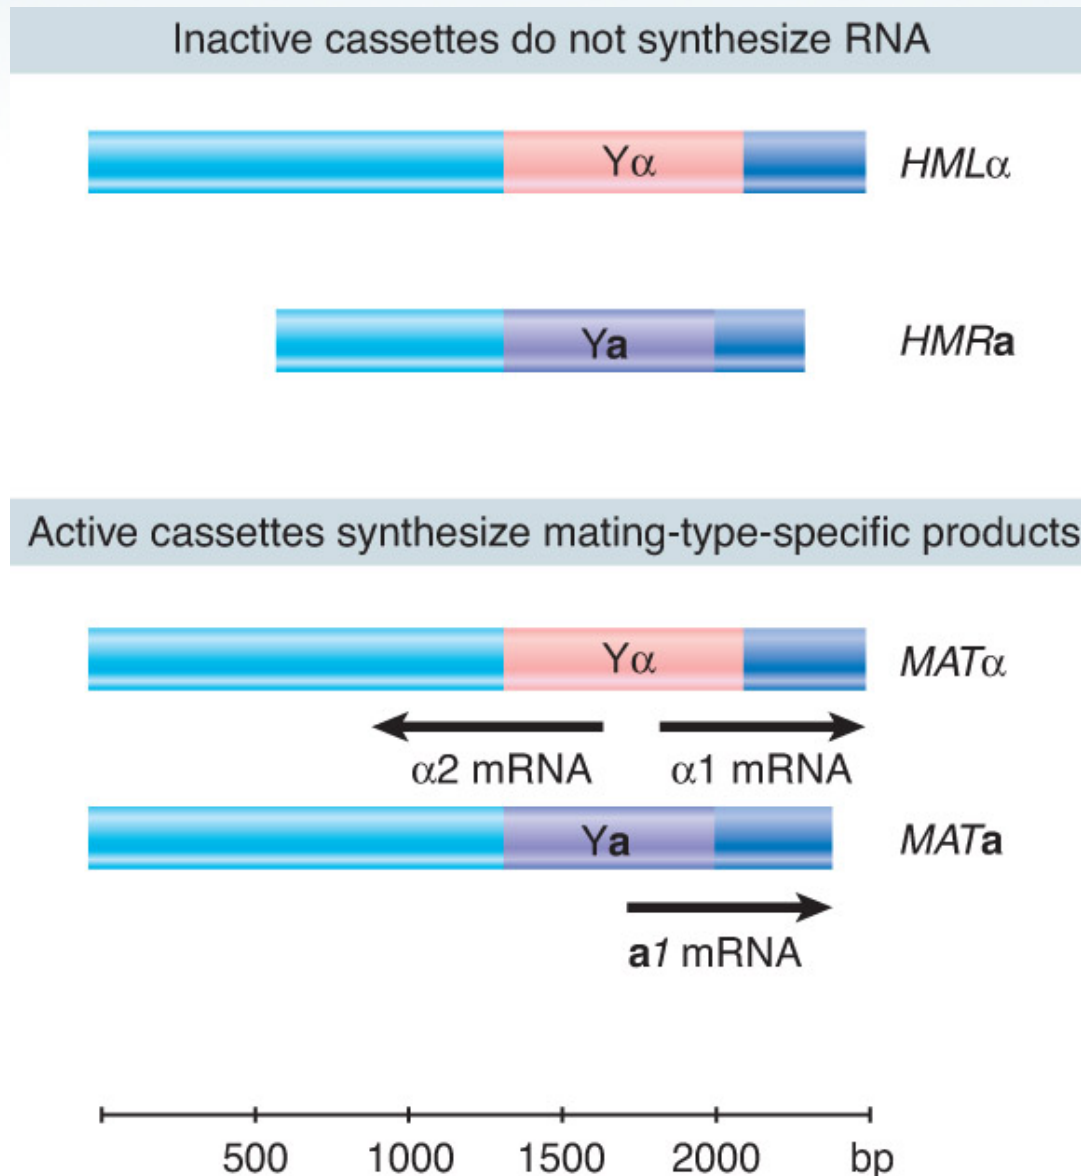 Inactive cassettes do not synthesize RNA
Yα HMLα
Ya HMRa
Active cassettes synthesize mating-type-specific products
Yα MATα
α2 mRNA α1 mRNA
Ya MATa
a1 mRNA
500 1000 1500 2000 bp